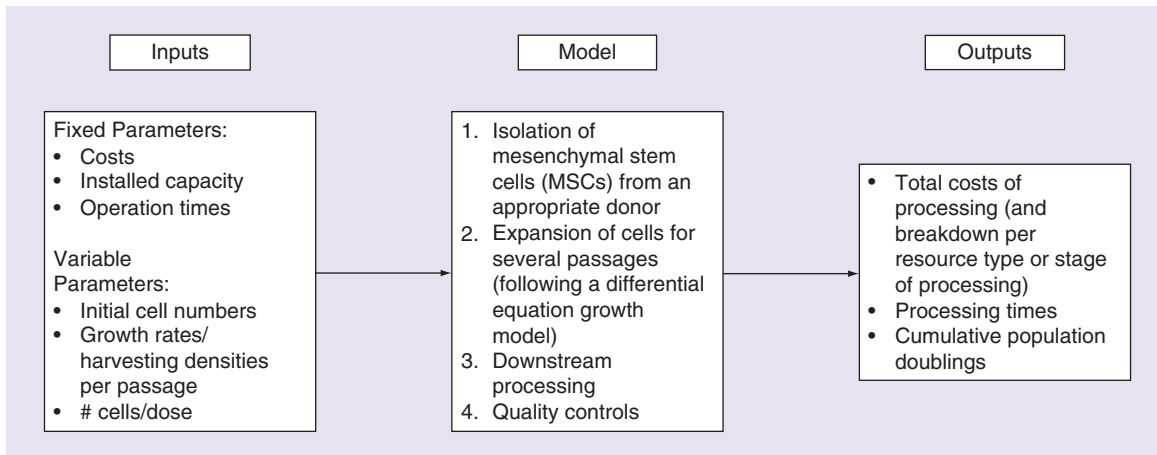 Inputs
Model
Outputs
Fixed Parameters:
• Costs
• Installed capacity
• Operation times
Variable
Parameters:
• Initial cell numbers
• Growth rates/
harvesting densities
per passage
• # cells/dose
1. Isolation of
mesenchymal stem
cells (MSCs) from an
appropriate donor
2. Expansion of cells for
several passages
(following a differential
equation growth
model)
3. Downstream
processing
4. Quality controls
• Total costs of
processing (and
breakdown per
resource type or stage
of processing)
• Processing times
• Cumulative population
doublings